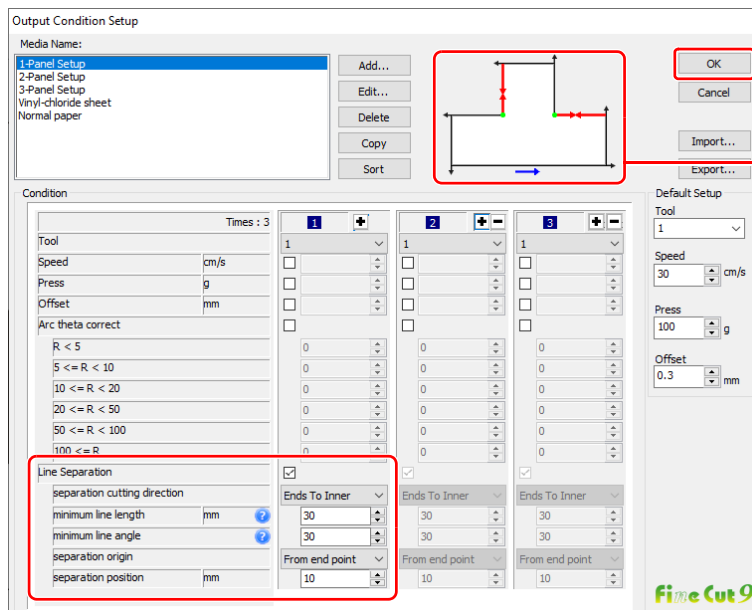 Output Condition Setup
Media Name:
1-Panel Setup
2-Panel Setup
3-Panel Setup
Vinyl-chloride sheet
Normal paper
Add...
Edit...
Delete
Copy
Sort
OK
Cancel
Import...
Export...
Condition
Times : 3 1 + 2 + − 3 + −
Tool 1 1 1
Speed cm/s
Press g
Offset mm
Arc theta correct
R < 5 0 0 0
5 <= R < 10 0 0 0
10 <= R < 20 0 0 0
20 <= R < 50 0 0 0
50 <= R < 100 0 0 0
100 <= R 0 0 0
Line Separation
separation cutting direction Ends To Inner Ends To Inner Ends To Inner
minimum line length mm ? 30 30 30
minimum line angle ? 30 30 30
separation origin From end point From end point From end point
separation position mm 10 10 10
Default Setup
Tool
1
Speed
30 cm/s
Press
100 g
Offset
0.3 mm
Fine Cut 9